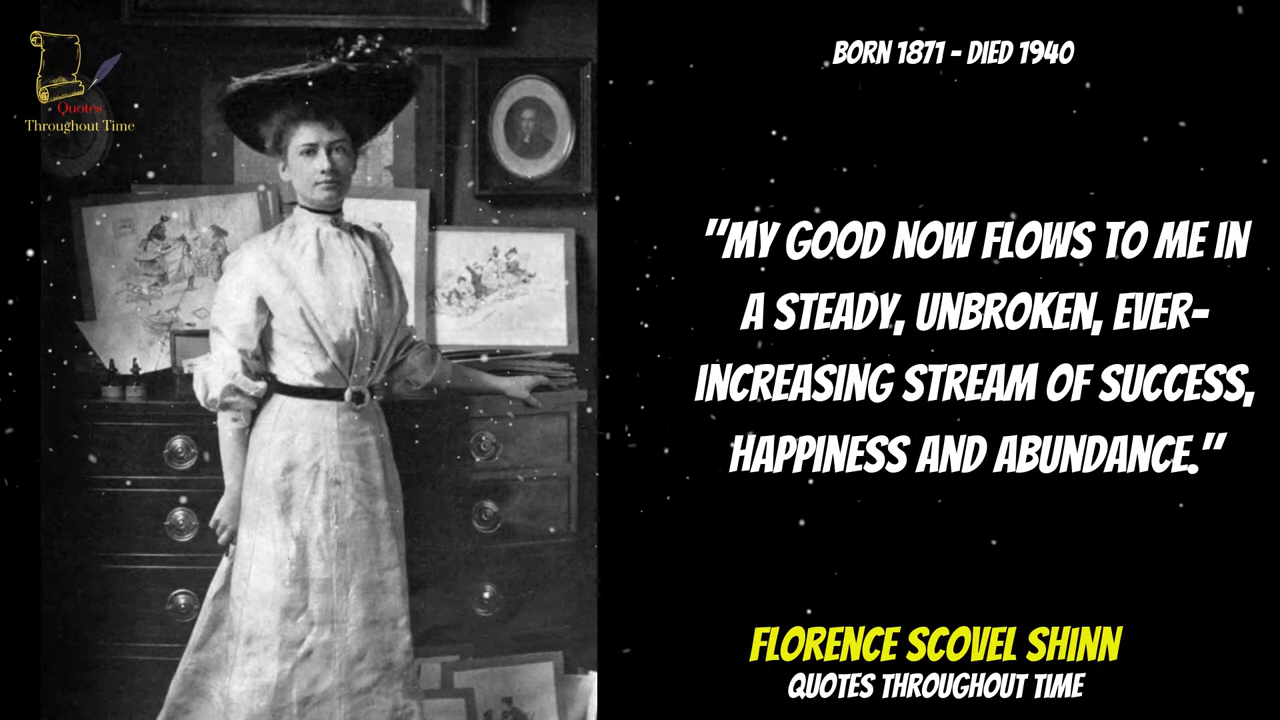 Quotes
Throughout Time
BORN 1871 - DIED 1940
"MY GOOD NOW FLOWS TO ME IN
A STEADY, UNBROKEN, EVER-
INCREASING STREAM OF SUCCESS,
HAPPINESS AND ABUNDANCE."
FLORENCE SCOVEL SHINN
QUOTES THROUGHOUT TIME